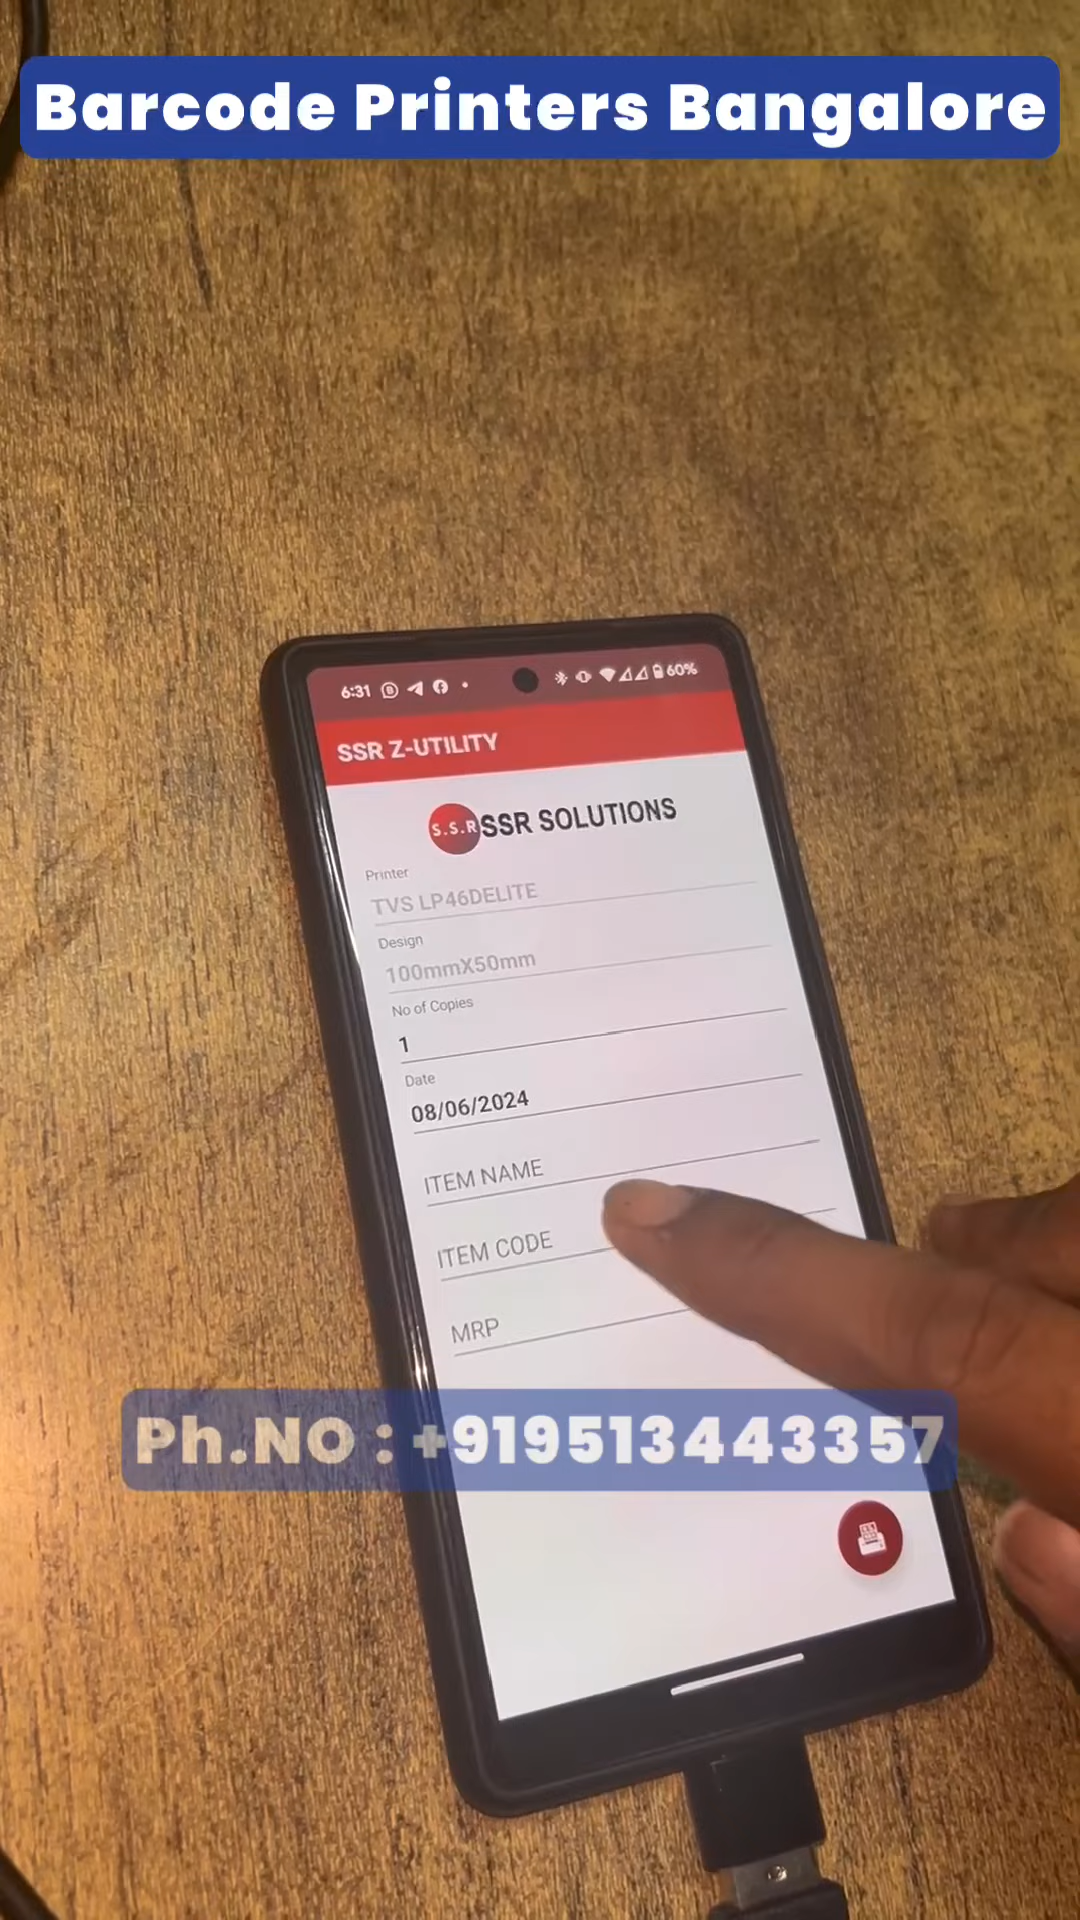 Barcode Printers Bangalore
6:31
60%
SSR Z-UTILITY
S.S.R SSR SOLUTIONS
Printer
TVS LP46DELITE
Design
100mmX50mm
No of Copies
1
Date
08/06/2024
ITEM NAME
ITEM CODE
MRP
Ph.NO : +919513443357